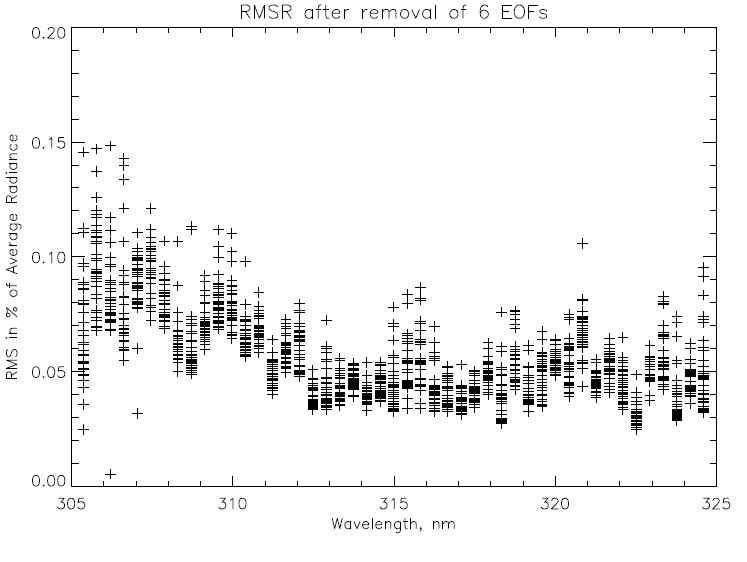 RMSR after removal of 6 EOFs
0.20
0.15
0.10
0.05
0.00
RMS in % of Average Radiance
305 310 315 320 325
Wavelength, nm